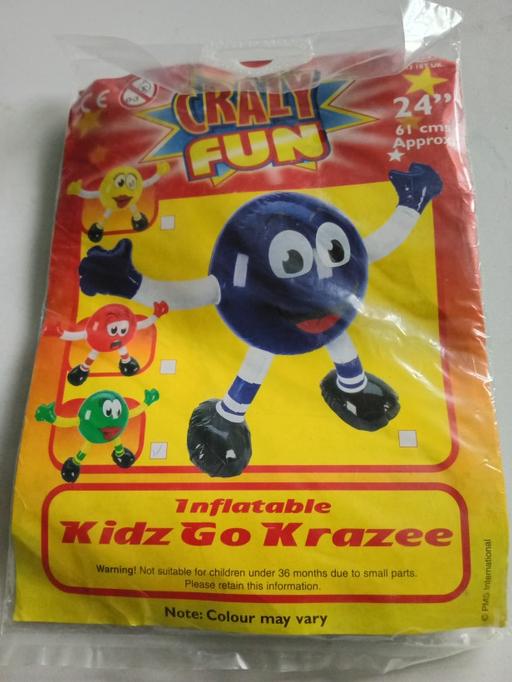 CE
CRAZY
FUN
24”
61 cms
Approx
Inflatable
Kidz Go Krazee
Warning! Not suitable for children under 36 months due to small parts.
Please retain this information.
Note: Colour may vary
© PMS International